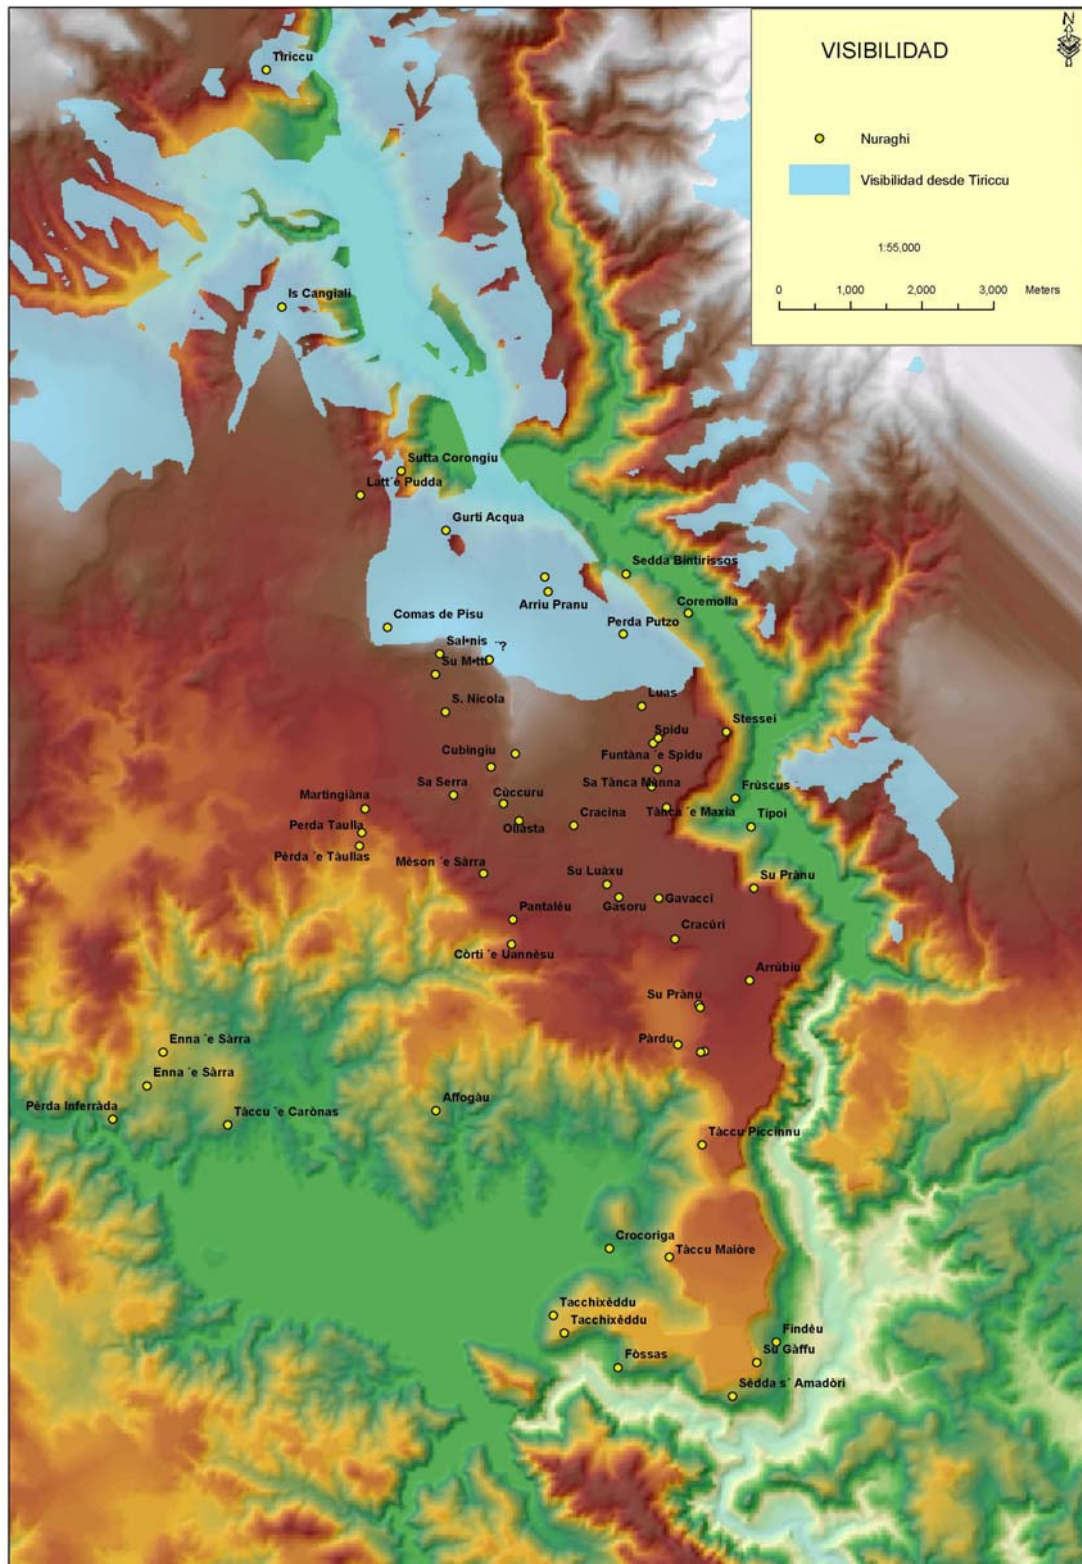 VISIBILIDAD
N
Nuraghi
Visibilidad desde Tiriccu
1:55,000
0 1,000 2,000 3,000 Meters
Tiriccu
Is Cangiali
Sutta Corongiu
Latt´e Pudda
Gurti Acqua
Sedda Bintirissos
Arriu Pranu
Coremolla
Comas de Pisu
Perda Putzo
Sal•nis ¨?
Su M•tti
S. Nicola
Luas
Spidu
Stessei
Cubingiu
Funtàna ´e Spidu
Sa Serra
Sa Tànca Mànna
Martingiàna
Cùccuru
Tànca ´e Maxia
Frùscus
Perda Taulla
Ollàsta
Cracina
Tipoi
Pèrda ´e Tàullas
Mèson ´e Sàrra
Su Luàxu
Su Prànu
Gasoru
Gavacci
Pantalèu
Cracùri
Còrti ´e Uannèsu
Arrùbiu
Su Prànu
Enna ´e Sàrra
Pàrdu
Enna ´e Sàrra
Pèrda Inferràda
Tàccu ´e Carònas
Affogàu
Tàccu Piccinnu
Crocoriga
Tàccu Maiòre
Tacchixèddu
Tacchixèddu
Findèu
Su Gàffu
Fòssas
Sèdda s´ Amadòri